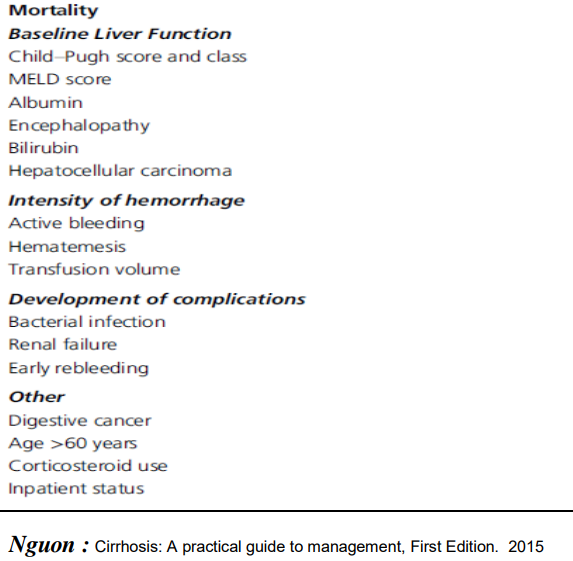 Mortality
Baseline Liver Function
Child–Pugh score and class
MELD score
Albumin
Encephalopathy
Bilirubin
Hepatocellular carcinoma
Intensity of hemorrhage
Active bleeding
Hematemesis
Transfusion volume
Development of complications
Bacterial infection
Renal failure
Early rebleeding
Other
Digestive cancer
Age >60 years
Corticosteroid use
Inpatient status
Nguon : Cirrhosis: A practical guide to management, First Edition. 2015